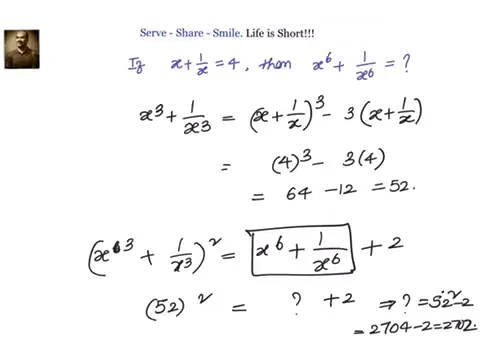 Serve - Share - Smile. Life is Short!!!
If x + 1/x = 4, then x⁶ + 1/x⁶ = ?
x³ + 1/x³ = (x + 1/x)³ - 3(x + 1/x)
= (4)³ - 3(4)
= 64 - 12 = 52.
(x³ + 1/x³)² = x⁶ + 1/x⁶ + 2
(52)² = ? + 2 ⇒ ? = 52² - 2
= 2704 - 2 = 2702.